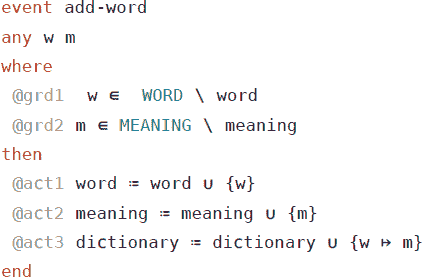 event add-word
any w m
where
@grd1 w ∈ WORD \ word
@grd2 m ∈ MEANING \ meaning
then
@act1 word ≔ word ∪ {w}
@act2 meaning ≔ meaning ∪ {m}
@act3 dictionary ≔ dictionary ∪ {w ↦ m}
end